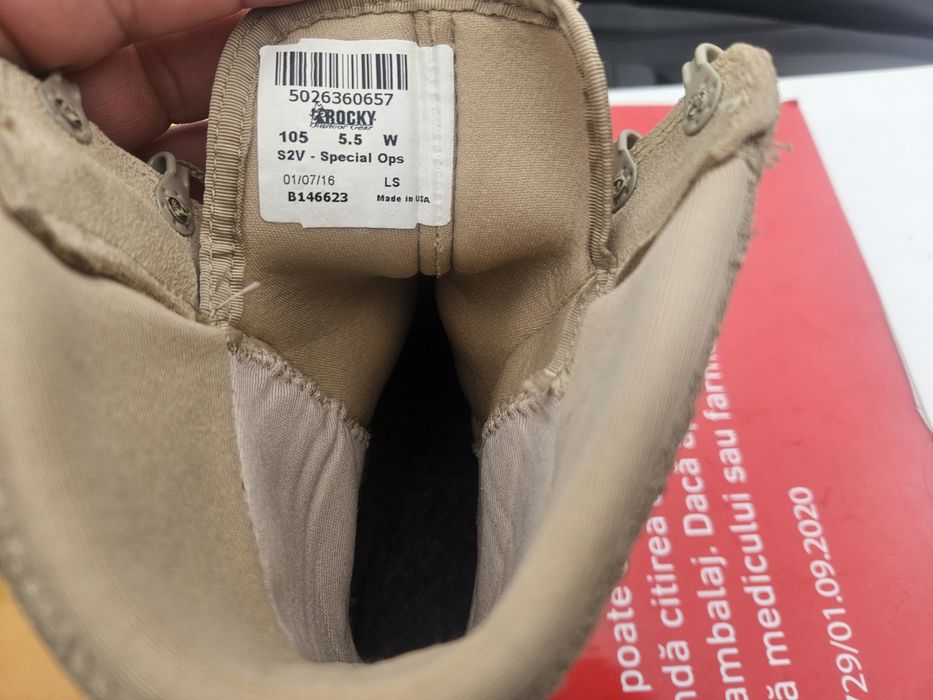 5026360657
ROCKY
Outdoor Gear
105 5.5 W
S2V - Special Ops
01/07/16 LS
B146623 Made in USA
poate
ndă citirea
ambalaj. Dacă
ă medicului sau
29/01.09.2020